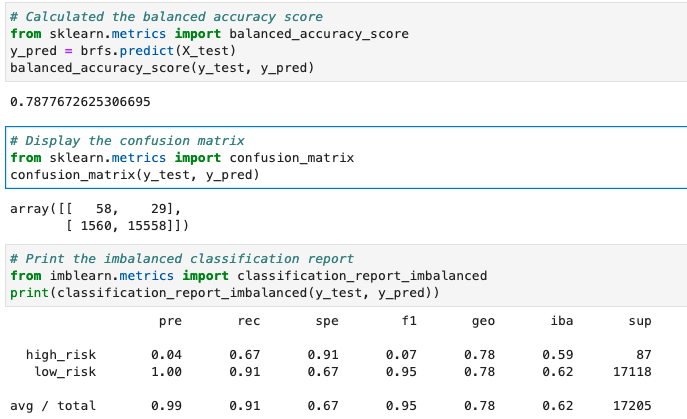 # Calculated the balanced accuracy score
from sklearn.metrics import balanced_accuracy_score
y_pred = brfs.predict(X_test)
balanced_accuracy_score(y_test, y_pred)
0.7877672625306695
# Display the confusion matrix
from sklearn.metrics import confusion_matrix
confusion_matrix(y_test, y_pred)
array([[   58,    29],
       [ 1560, 15558]])
# Print the imbalanced classification report
from imblearn.metrics import classification_report_imbalanced
print(classification_report_imbalanced(y_test, y_pred))
                   pre       rec       spe        f1       geo       iba       sup
  high_risk       0.04      0.67      0.91      0.07      0.78      0.59        87
   low_risk       1.00      0.91      0.67      0.95      0.78      0.62     17118
avg / total       0.99      0.91      0.67      0.95      0.78      0.62     17205